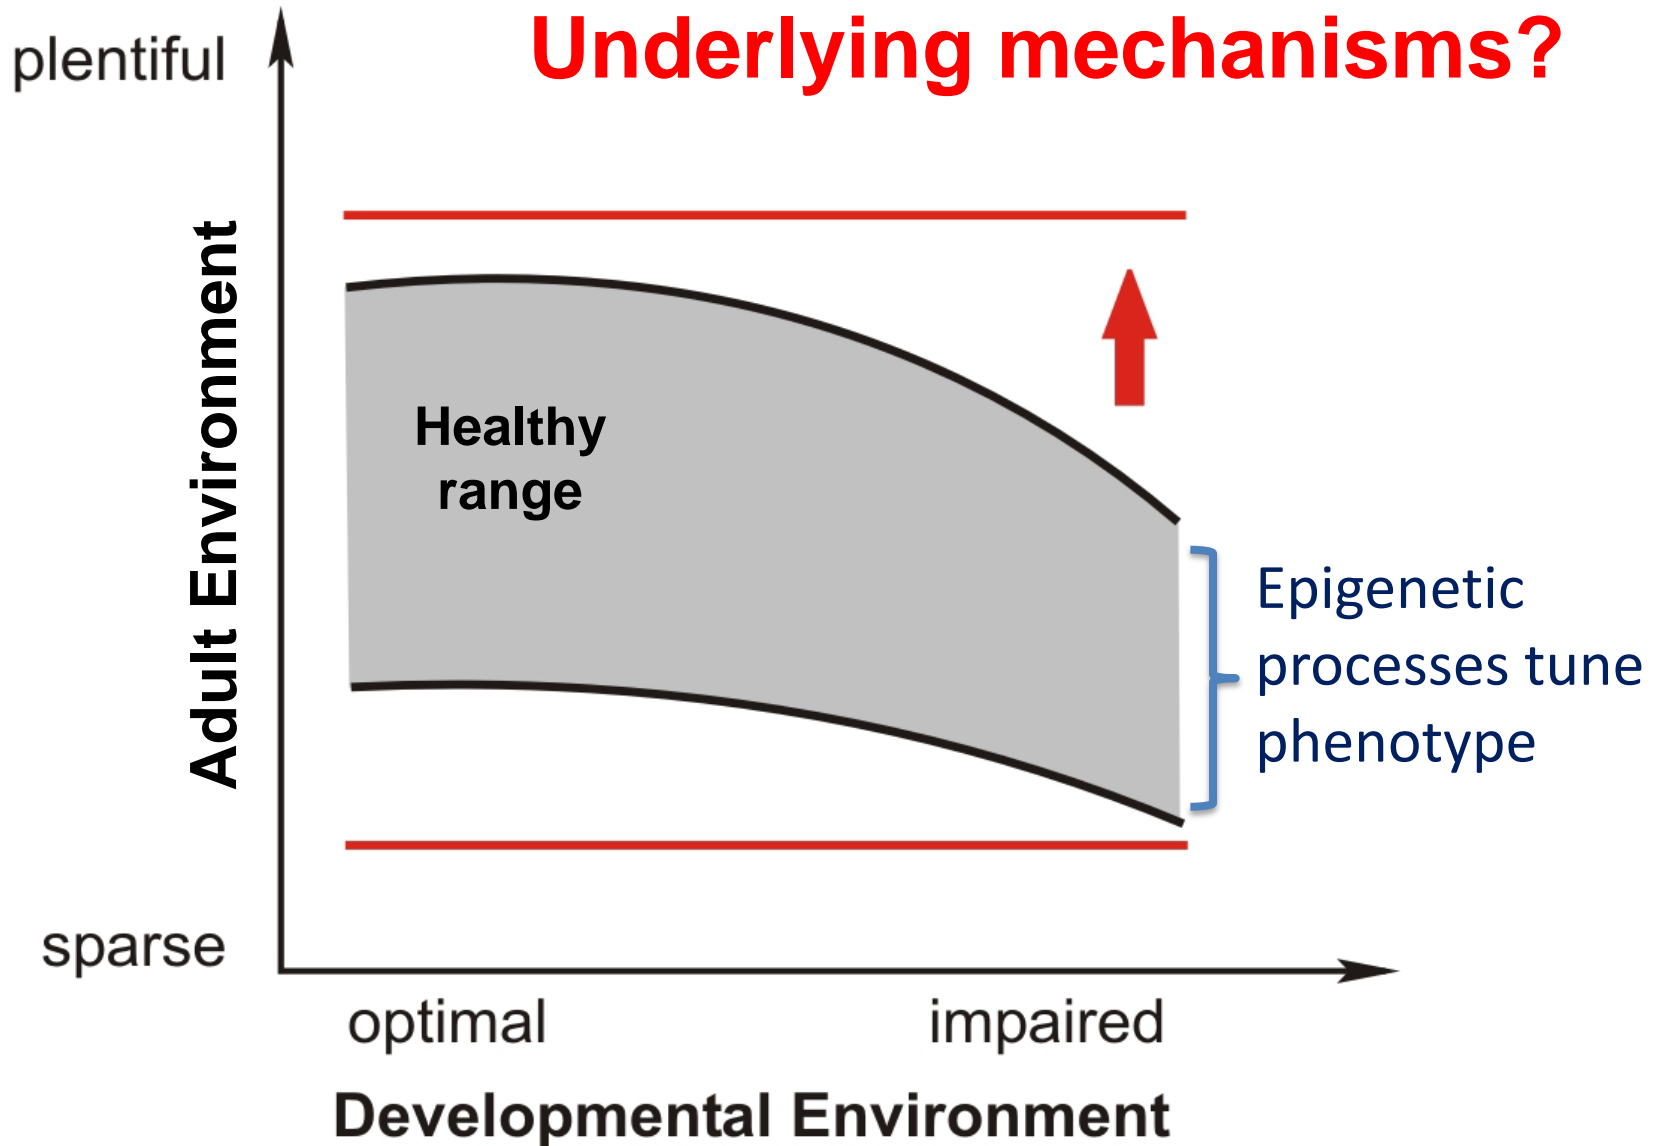 Underlying mechanisms?
plentiful
Adult Environment
Healthy
range
Epigenetic
processes tune
phenotype
sparse
optimal
impaired
Developmental Environment